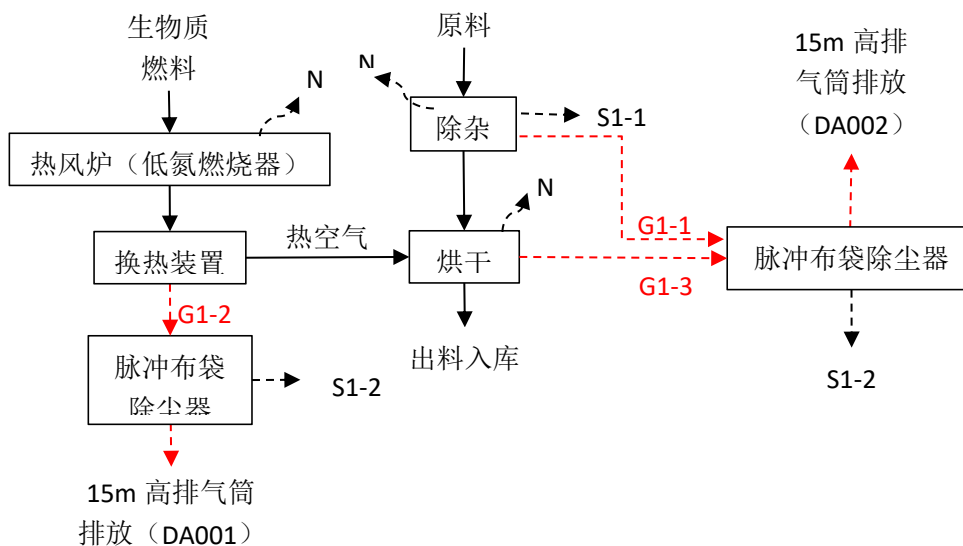 生物质
燃料
N
热风炉（低氮燃烧器）
换热装置
热空气
G1-2
脉冲布袋
除尘器
S1-2
15m 高排气筒
排放（DA001）
原料
N
除杂
S1-1
N
烘干
出料入库
G1-1
G1-3
15m 高排
气筒排放
（DA002）
脉冲布袋除尘器
S1-2